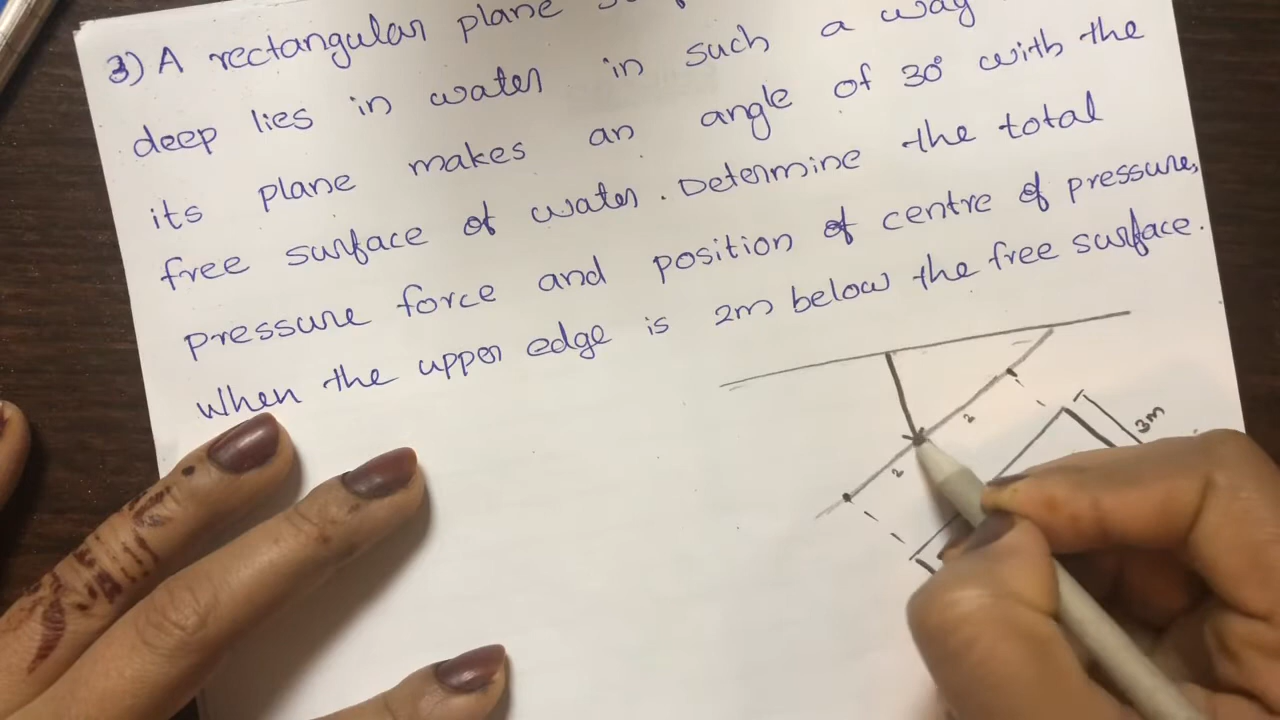 3) A rectangular plane
deep lies in water in such a way
its plane makes an angle of 30° with the
free surface of water. Determine the total
pressure force and position of centre of pressure,
when the upper edge is 2m below the free surface.
2
2
3m